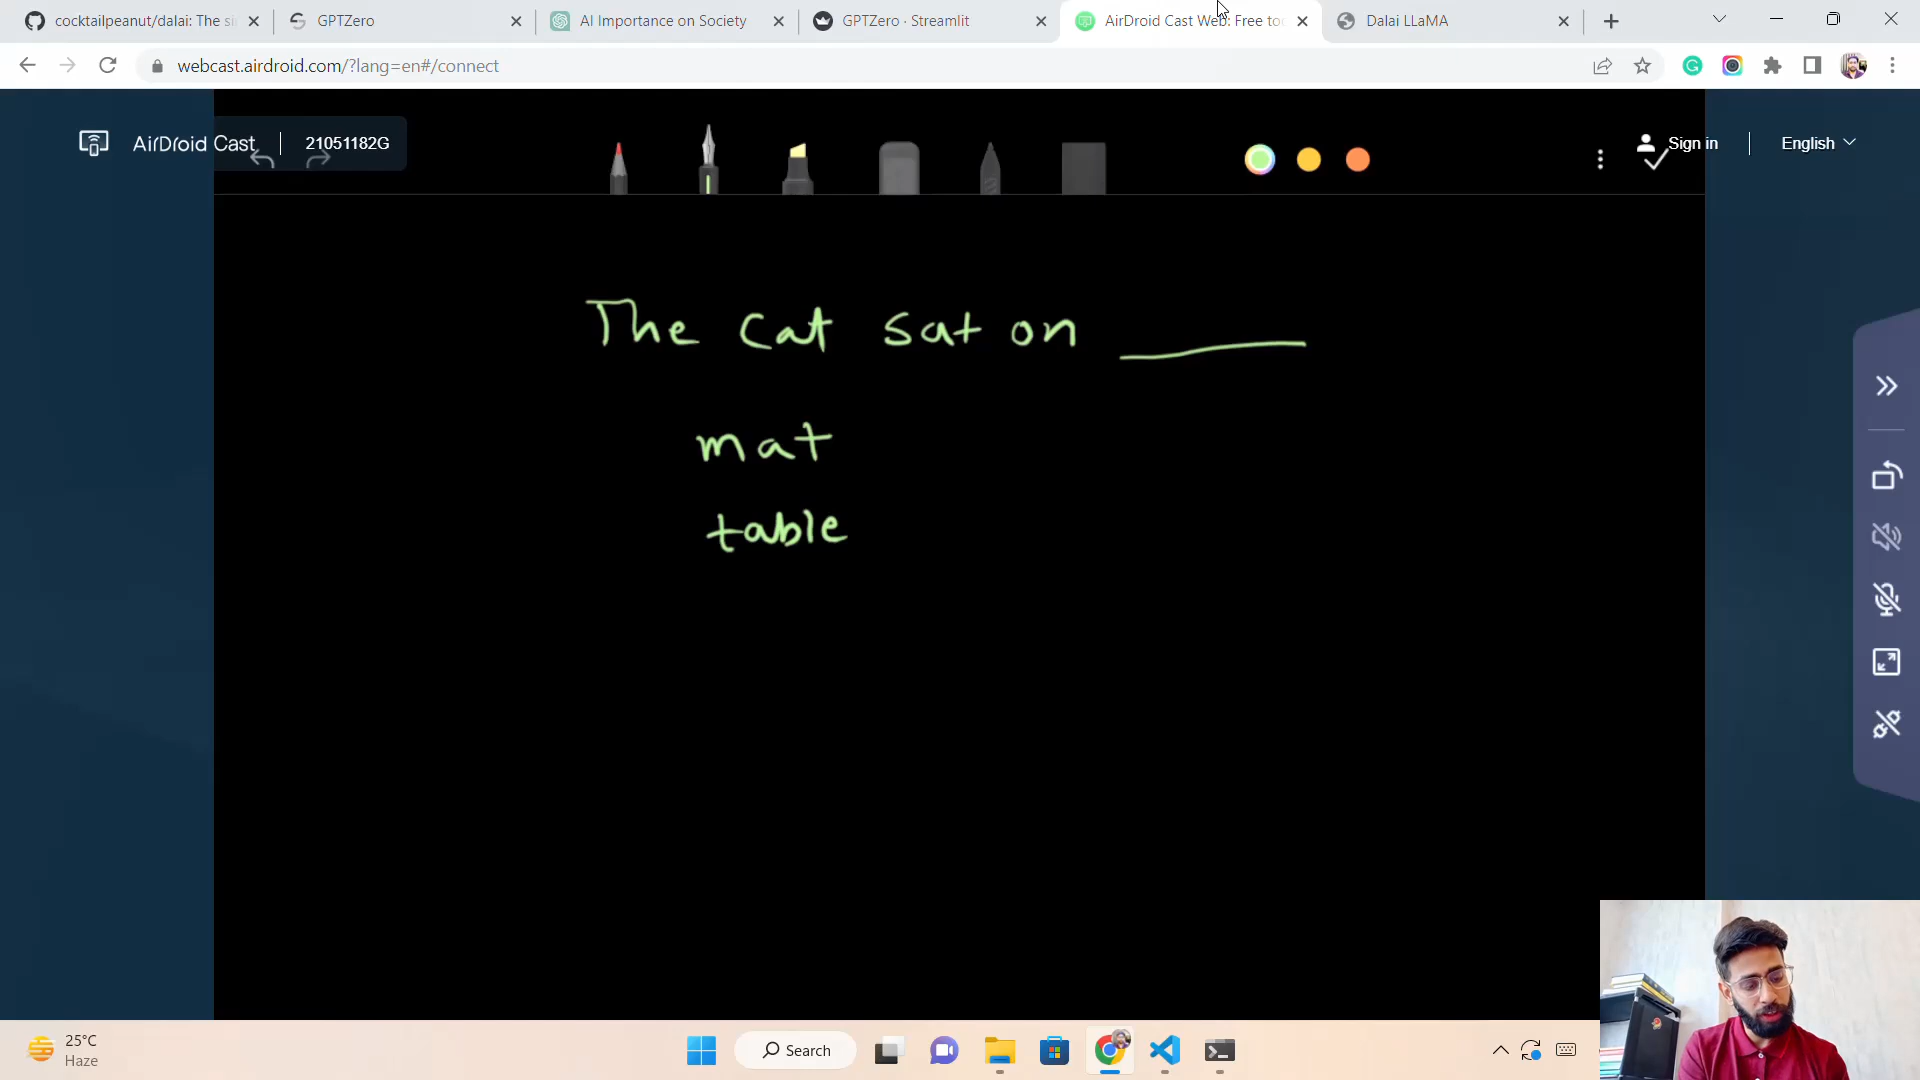 cocktailpeanut/dalai: The si
GPTZero
AI Importance on Society
GPTZero · Streamlit
AirDroid Cast Web: Free to
Dalai LLaMA
webcast.airdroid.com/?lang=en#/connect
AirDroid Cast
21051182G
Sign in
English
The Cat sat on
mat
table
25°C
Haze
Search